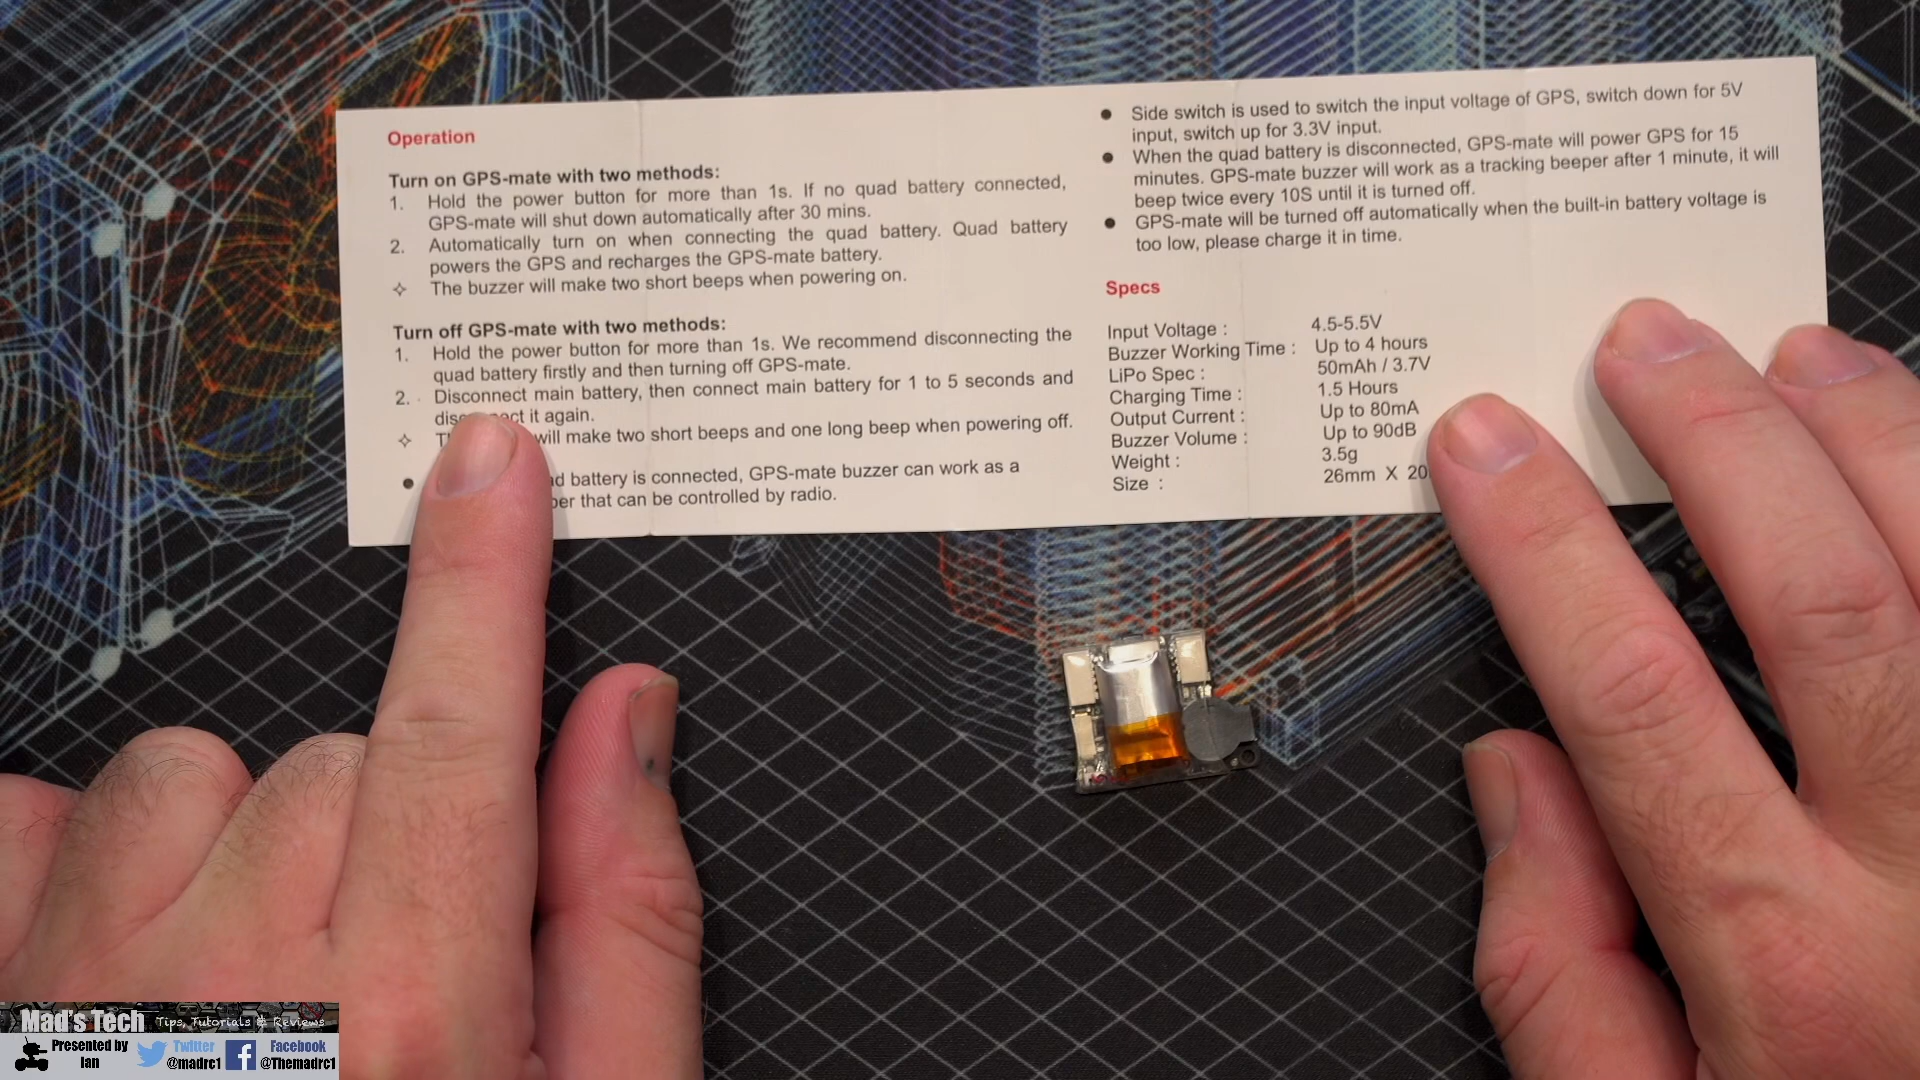 Operation
Turn on GPS-mate with two methods:
1. Hold the power button for more than 1s. If no quad battery connected,
GPS-mate will shut down automatically after 30 mins.
2. Automatically turn on when connecting the quad battery. Quad battery
powers the GPS and recharges the GPS-mate battery.
The buzzer will make two short beeps when powering on.
Turn off GPS-mate with two methods:
1. Hold the power button for more than 1s. We recommend disconnecting the
quad battery firstly and then turning off GPS-mate.
2. Disconnect main battery, then connect main battery for 1 to 5 seconds and
it again.
will make two short beeps and one long beep when powering off.
battery is connected, GPS-mate buzzer can work as a
that can be controlled by radio.
Side switch is used to switch the input voltage of GPS, switch down for 5V
input, switch up for 3.3V input.
When the quad battery is disconnected, GPS-mate will power GPS for 15
minutes. GPS-mate buzzer will work as a tracking beeper after 1 minute, it will
beep twice every 10S until it is turned off.
GPS-mate will be turned off automatically when the built-in battery voltage is
too low, please charge it in time.
Specs
Input Voltage : 4.5-5.5V
Buzzer Working Time : Up to 4 hours
LiPo Spec : 50mAh / 3.7V
Charging Time : 1.5 Hours
Output Current : Up to 80mA
Buzzer Volume : Up to 90dB
Weight : 3.5g
Size : 26mm X 20
Mad's Tech Tips, Tutorials & Reviews
Presented by Ian
Twitter @madrc1
Facebook @Themadrc1